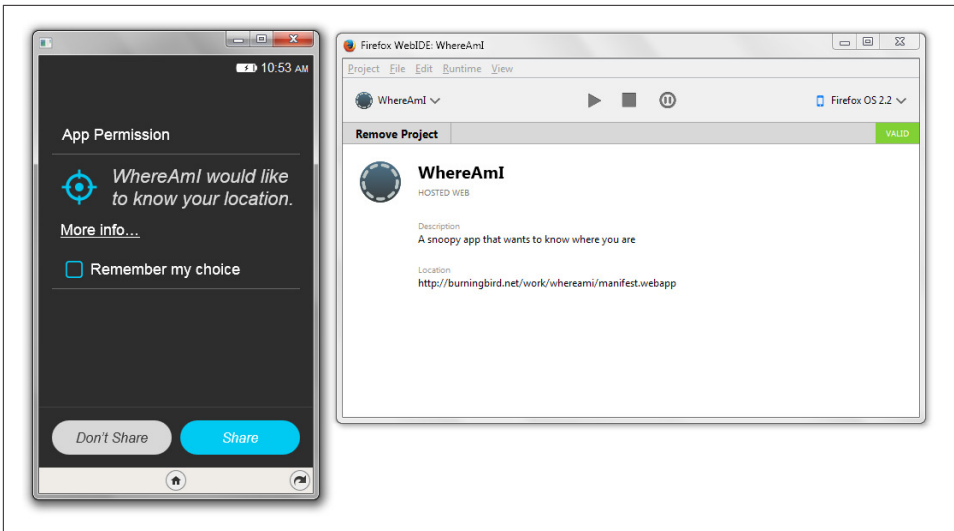 10:53 AM
App Permission
WhereAmI would like
to know your location.
More info...
Remember my choice
Don't Share
Share
Firefox WebIDE: WhereAmI
Project File Edit Runtime View
WhereAmI
Firefox OS 2.2
Remove Project
VALID
WhereAmI
HOSTED WEB
Description
A snoopy app that wants to know where you are
Location
http://burningbird.net/work/whereami/manifest.webapp